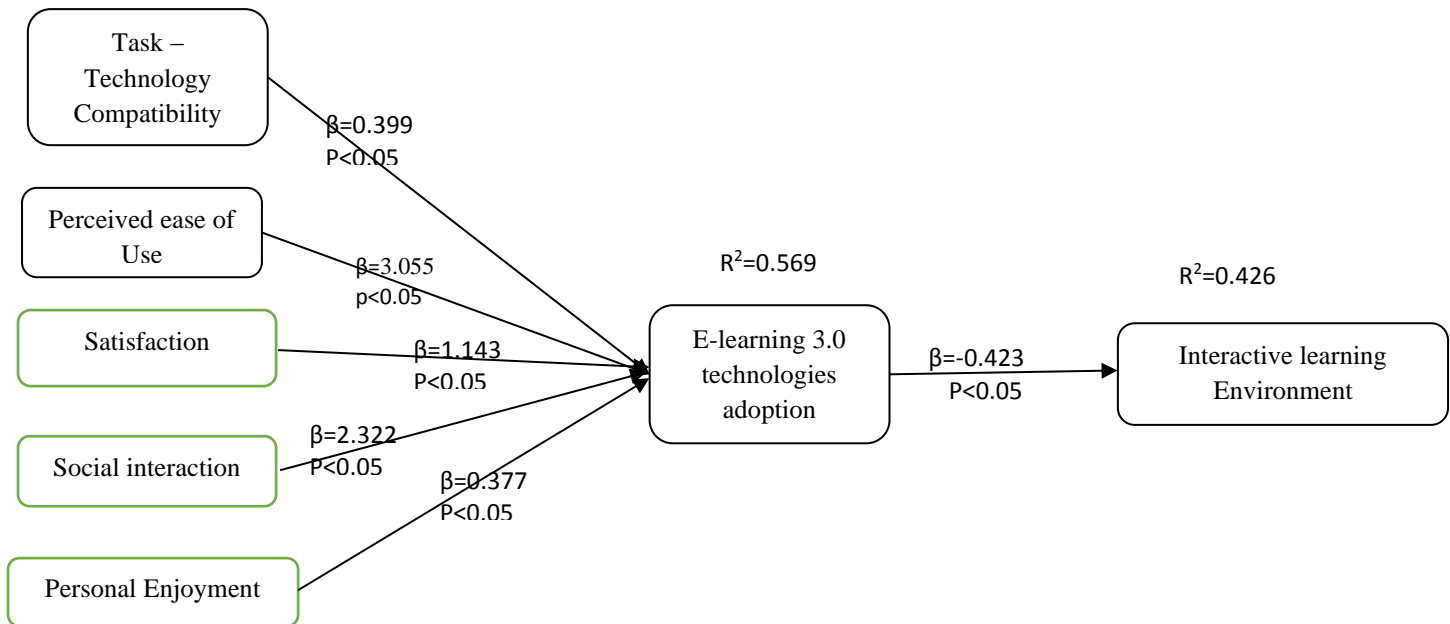 Task –
Technology
Compatibility
β=0.399
P<0.05
Perceived ease of
Use
β=3.055
p<0.05
Satisfaction
β=1.143
P<0.05
Social interaction
β=2.322
P<0.05
Personal Enjoyment
β=0.377
P<0.05
R²=0.569
E-learning 3.0
technologies
adoption
β=-0.423
P<0.05
R²=0.426
Interactive learning
Environment